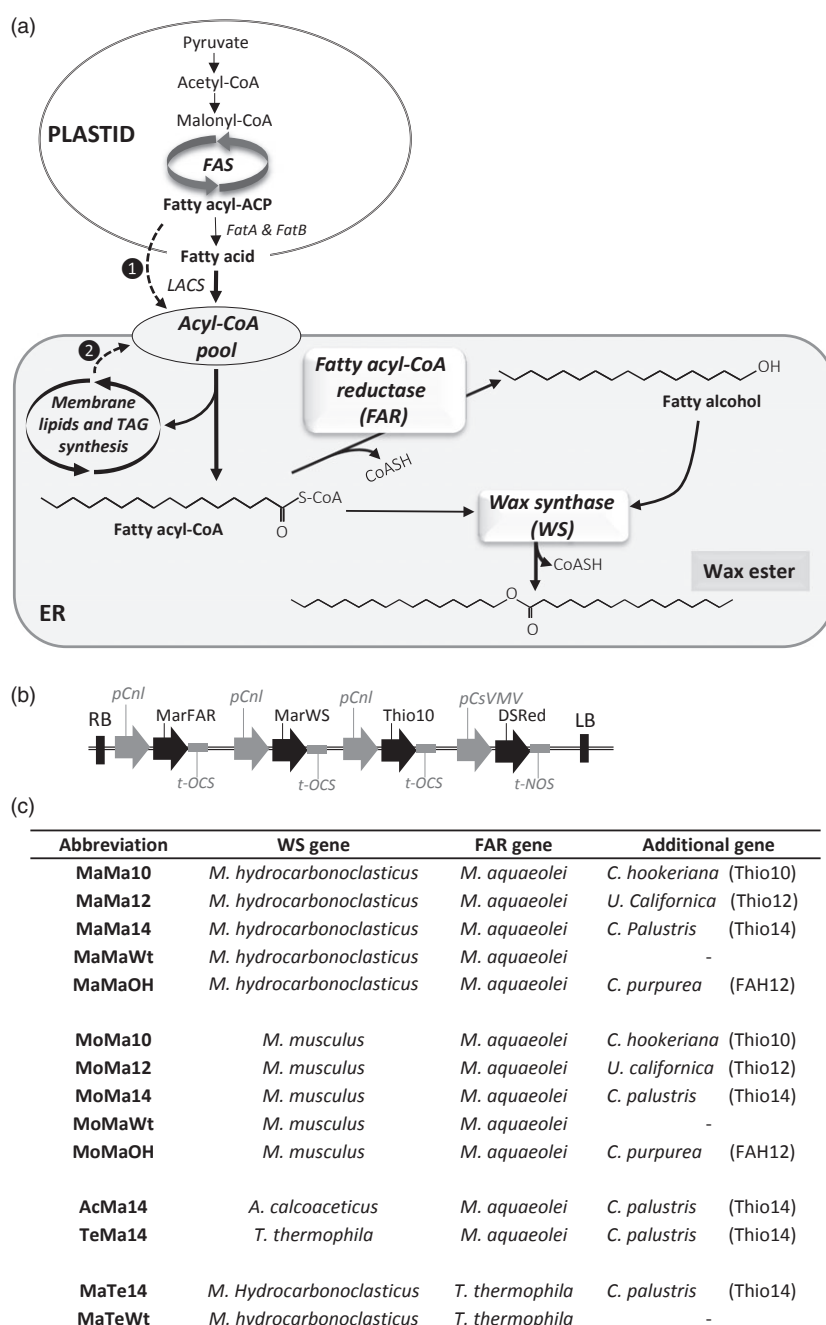 (a)
Pyruvate
Acetyl-CoA
Malonyl-CoA
PLASTID
FAS
Fatty acyl-ACP
FatA & FatB
Fatty acid
1
LACS
Acyl-CoA
pool
2
Membrane
lipids and TAG
synthesis
Fatty acyl-CoA
reductase
(FAR)
OH
Fatty alcohol
CoASH
S-CoA
O
Fatty acyl-CoA
Wax synthase
(WS)
CoASH
Wax ester
O
O
ER
(b)
RB
pCnl
MarFAR
t-OCS
pCnl
MarWS
t-OCS
pCnl
Thio10
t-OCS
pCsVMV
DSRed
t-NOS
LB
(c)
Abbreviation WS gene FAR gene Additional gene
MaMa10 M. hydrocarbonoclasticus M. aquaeolei C. hookeriana (Thio10)
MaMa12 M. hydrocarbonoclasticus M. aquaeolei U. Californica (Thio12)
MaMa14 M. hydrocarbonoclasticus M. aquaeolei C. Palustris (Thio14)
MaMaWt M. hydrocarbonoclasticus M. aquaeolei -
MaMaOH M. hydrocarbonoclasticus M. aquaeolei C. purpurea (FAH12)
MoMa10 M. musculus M. aquaeolei C. hookeriana (Thio10)
MoMa12 M. musculus M. aquaeolei U. californica (Thio12)
MoMa14 M. musculus M. aquaeolei C. palustris (Thio14)
MoMaWt M. musculus M. aquaeolei -
MoMaOH M. musculus M. aquaeolei C. purpurea (FAH12)
AcMa14 A. calcoaceticus M. aquaeolei C. palustris (Thio14)
TeMa14 T. thermophila M. aquaeolei C. palustris (Thio14)
MaTe14 M. Hydrocarbonoclasticus T. thermophila C. palustris (Thio14)
MaTeWt M. hydrocarbonoclasticus T. thermophila -